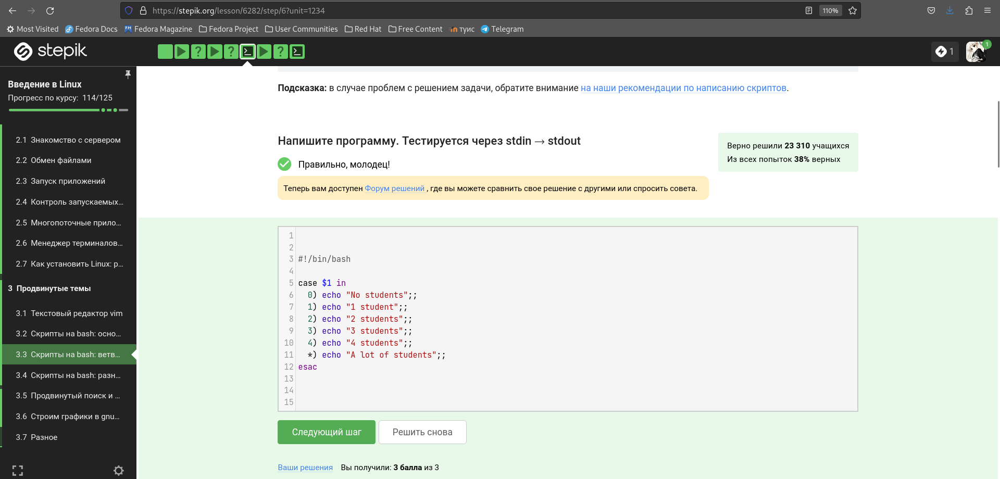 https://stepik.org/lesson/6282/step/6?unit=1234
110%
Most Visited
Fedora Docs
Fedora Magazine
Fedora Project
User Communities
Red Hat
Free Content
туис
Telegram
stepik
1
1
Введение в Linux
Прогресс по курсу: 114/125
2.1 Знакомство с сервером
2.2 Обмен файлами
2.3 Запуск приложений
2.4 Контроль запускаемых...
2.5 Многопоточные прило...
2.6 Менеджер терминалов...
2.7 Как установить Linux: р...
3 Продвинутые темы
3.1 Текстовый редактор vim
3.2 Скрипты на bash: осно...
3.3 Скрипты на bash: ветв...
3.4 Скрипты на bash: разн...
3.5 Продвинутый поиск и ...
3.6 Строим графики в gnu...
3.7 Разное
Подсказка: в случае проблем с решением задачи, обратите внимание на наши рекомендации по написанию скриптов.
Напишите программу. Тестируется через stdin → stdout
Верно решили 23 310 учащихся
Из всех попыток 38% верных
Правильно, молодец!
Теперь вам доступен Форум решений , где вы можете сравнить свое решение с другими или спросить совета.
1
2
3 #!/bin/bash
4
5 case $1 in
6 0) echo "No students";;
7 1) echo "1 student";;
8 2) echo "2 students";;
9 3) echo "3 students";;
10 4) echo "4 students";;
11 *) echo "A lot of students";;
12 esac
13
14
15
Следующий шаг
Решить снова
Ваши решения Вы получили: 3 балла из 3